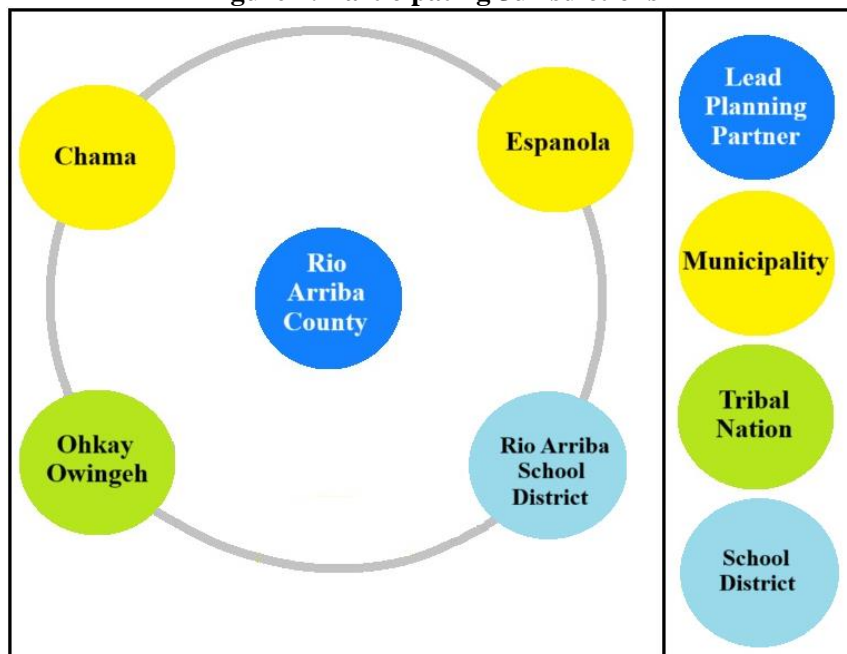 Chama
Espanola
Rio
Arriba
County
Ohkay
Owingeh
Rio Arriba
School
District
Lead
Planning
Partner
Municipality
Tribal
Nation
School
District